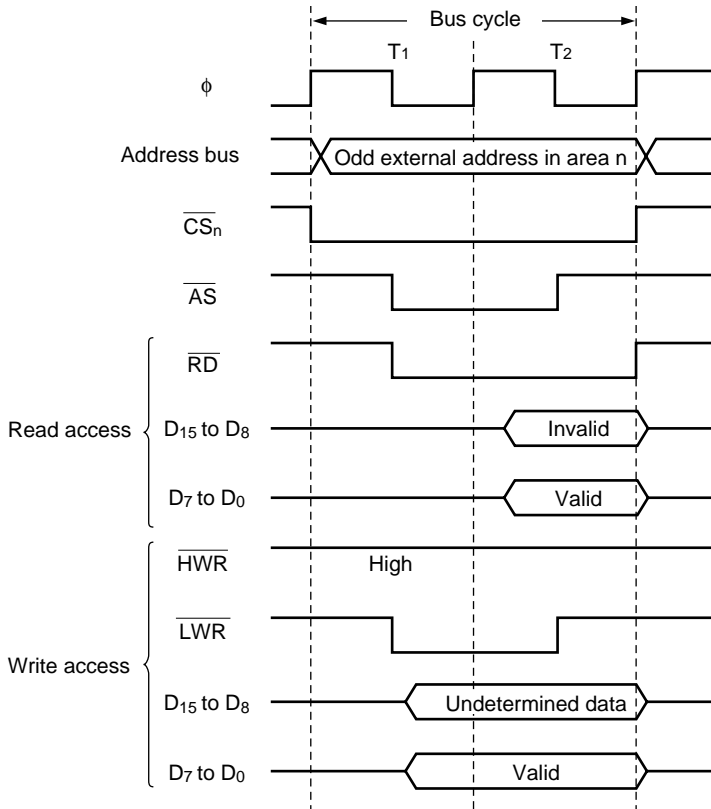 Bus cycle
T1 T2
ϕ
Address bus Odd external address in area n
CSn
AS
RD
Read access
D15 to D8 Invalid
D7 to D0 Valid
HWR High
LWR
Write access
D15 to D8 Undetermined data
D7 to D0 Valid